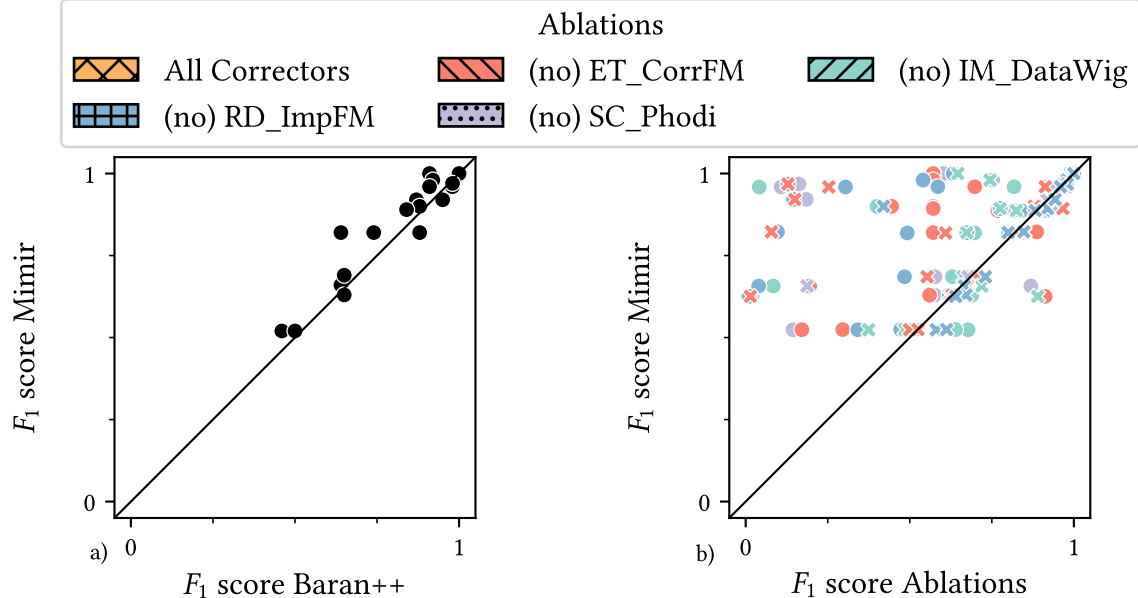 Ablations
All Correctors
(no) ET_CorrFM
(no) IM_DataWig
(no) RD_ImpFM
(no) SC_Phodi
1
0
F1 score Mimir
0
1
a)
F1 score Baran++
1
0
F1 score Mimir
0
1
b)
F1 score Ablations